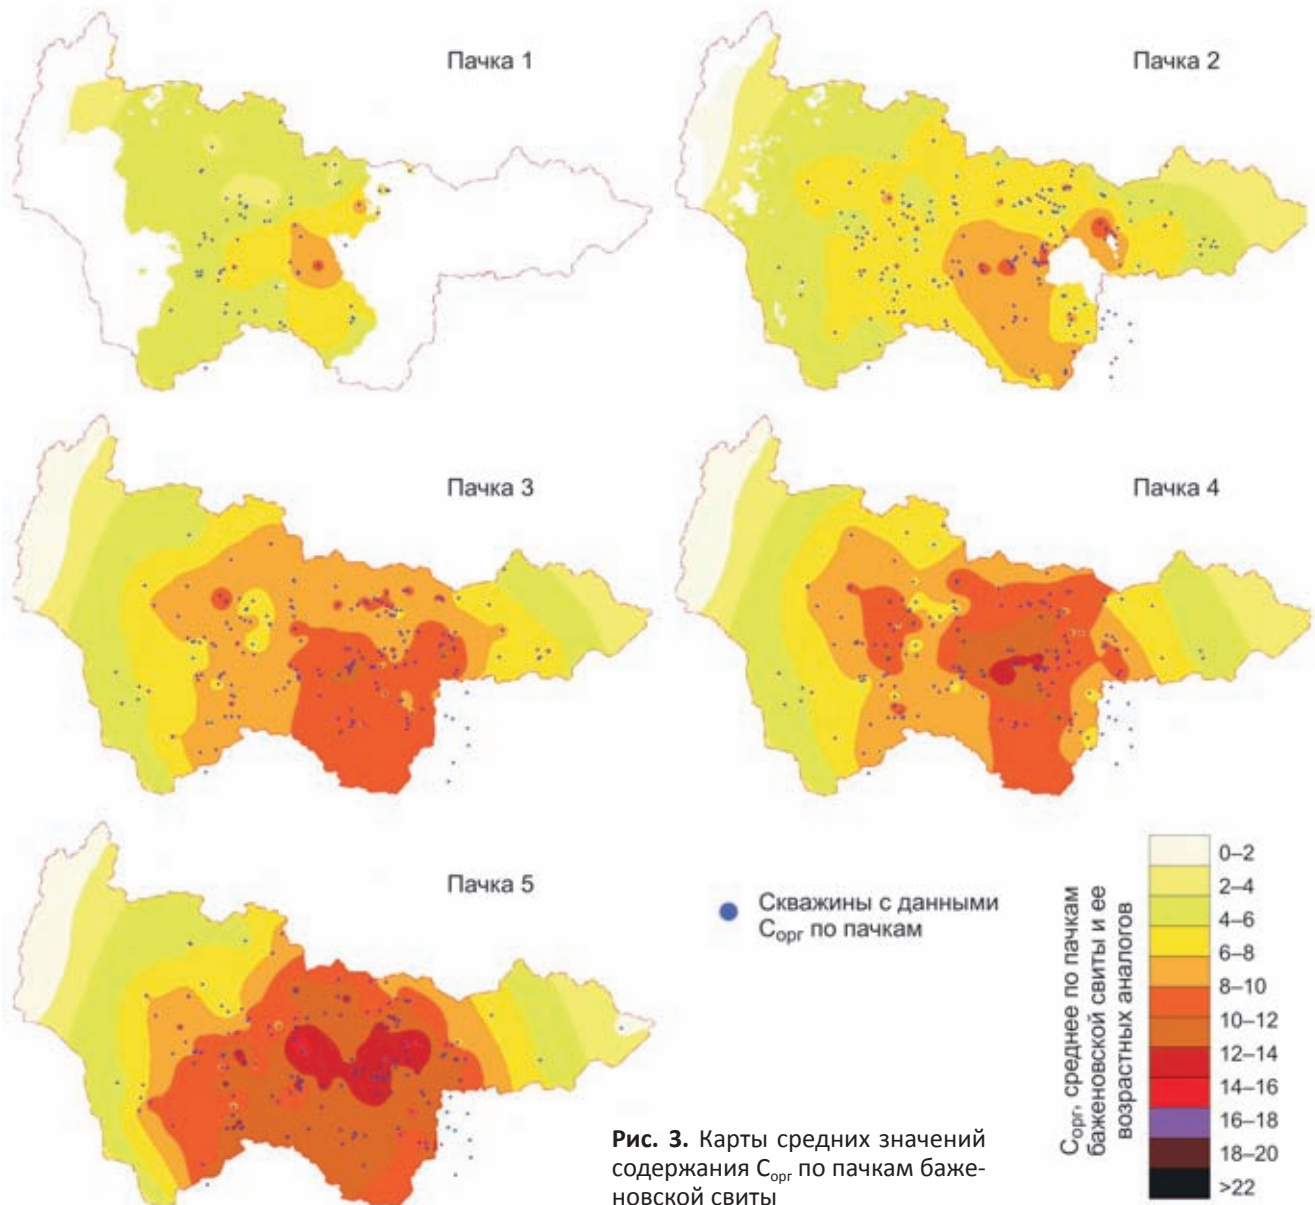 Пачка 1
Пачка 2
Пачка 3
Пачка 4
Пачка 5
Скважины с данными
Cорг по пачкам
Cорг, среднее по пачкам
баженовской свиты и ее
возрастных аналогов
0–2
2–4
4–6
6–8
8–10
10–12
12–14
14–16
16–18
18–20
>22
Рис. 3. Карты средних значений
содержания Cорг по пачкам баже-
новской свиты